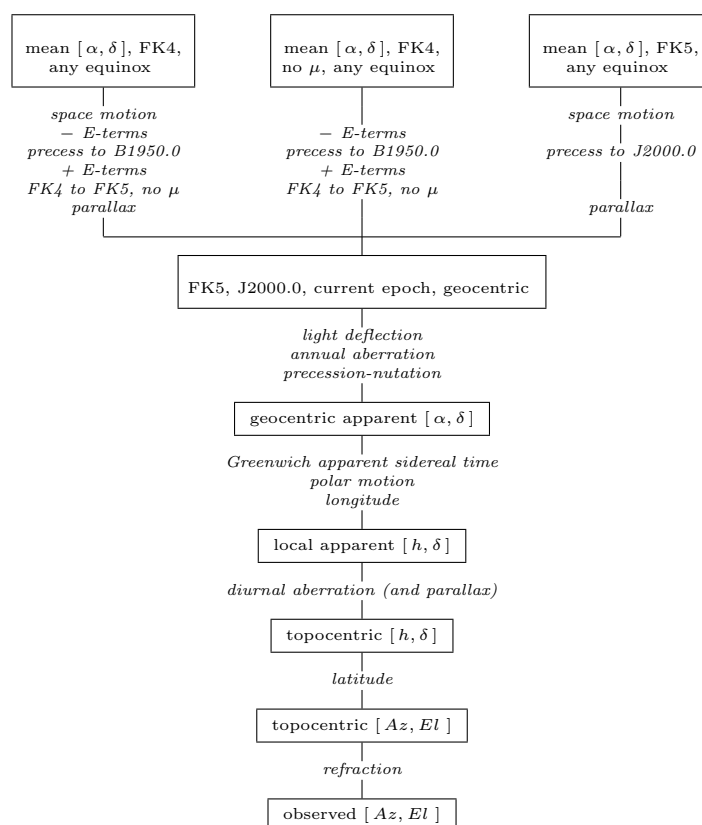 mean [ α, δ ], FK4,
any equinox
mean [ α, δ ], FK4,
no μ, any equinox
mean [ α, δ ], FK5,
any equinox
space motion
− E-terms
precess to B1950.0
+ E-terms
FK4 to FK5, no μ
parallax
− E-terms
precess to B1950.0
+ E-terms
FK4 to FK5, no μ
space motion
precess to J2000.0
parallax
FK5, J2000.0, current epoch, geocentric
light deflection
annual aberration
precession-nutation
geocentric apparent [ α, δ ]
Greenwich apparent sidereal time
polar motion
longitude
local apparent [ h, δ ]
diurnal aberration (and parallax)
topocentric [ h, δ ]
latitude
topocentric [ Az, El ]
refraction
observed [ Az, El ]